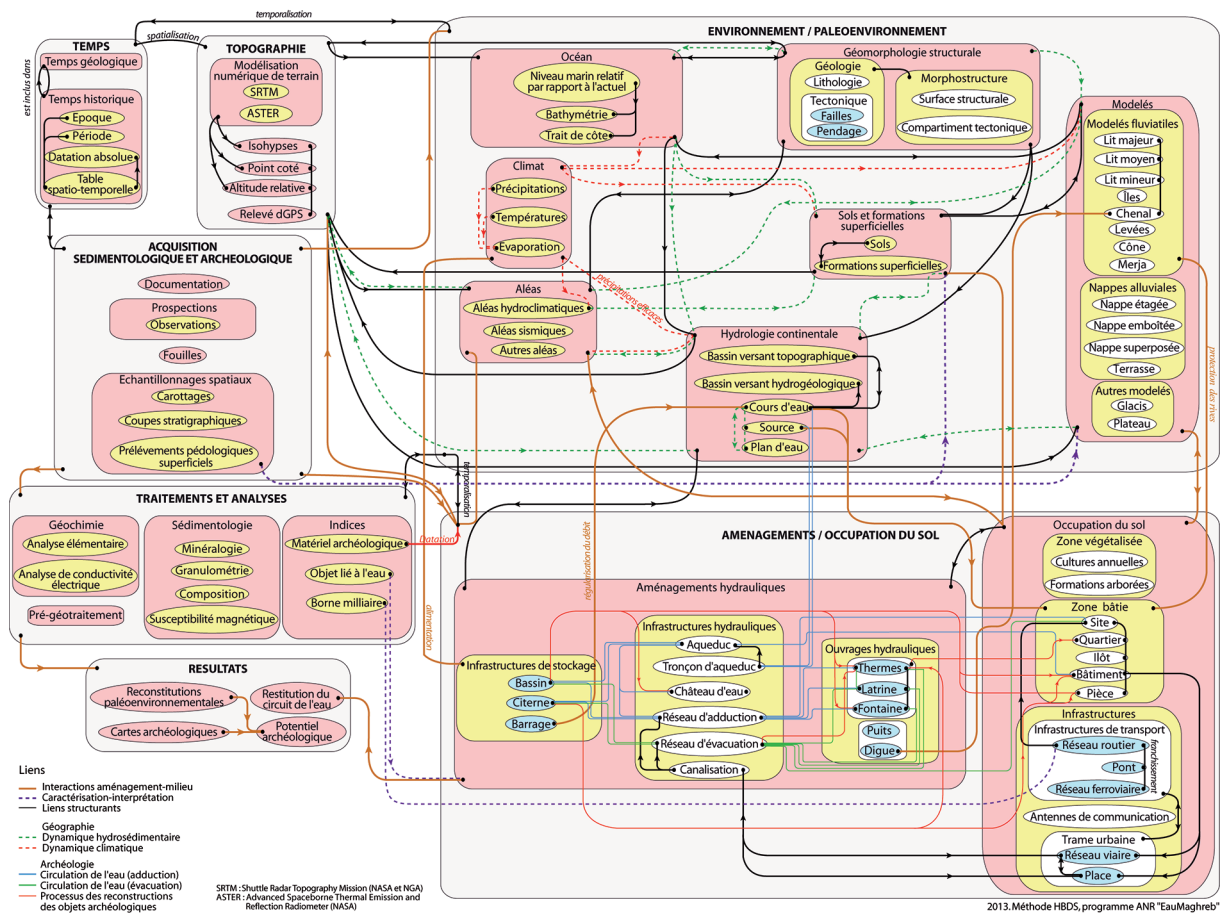 temporalisation
spatialisation
est inclus dans
TEMPS
Temps géologique
Temps historique
Epoque
Période
Datation absolue
Table
spatio-temporelle
TOPOGRAPHIE
Modélisation
numérique de terrain
SRTM
ASTER
Isohypses
Point coté
Altitude relative
Relevé dGPS
ENVIRONNEMENT / PALEOENVIRONNEMENT
Océan
Niveau marin relatif
par rapport à l'actuel
Bathymétrie
Trait de côte
Géomorphologie structurale
Géologie
Lithologie
Tectonique
Failles
Pendage
Morphostructure
Surface structurale
Compartiment tectonique
Modelés
Modelés fluviatiles
Lit majeur
Lit moyen
Lit mineur
Îles
Chenal
Levées
Cône
Merja
Nappes alluviales
Nappe étagée
Nappe emboîtée
Nappe superposée
Terrasse
Autres modelés
Glacis
Plateau
Climat
Précipitations
Températures
Evaporation
précipitations efficaces
Sols et formations
superficielles
Sols
Formations superficielles
Aléas
Aléas hydroclimatiques
Aléas sismiques
Autres aléas
Hydrologie continentale
Bassin versant topographique
Bassin versant hydrogéologique
Cours d'eau
Source
Plan d'eau
protection des rives
ACQUISITION
SEDIMENTOLOGIQUE ET ARCHEOLOGIQUE
Documentation
Prospections
Observations
Fouilles
Echantillonnages spatiaux
Carottages
Coupes stratigraphiques
Prélévements pédologiques
superficiels
temporalisation
TRAITEMENTS ET ANALYSES
Géochimie
Analyse élémentaire
Analyse de conductivité
électrique
Pré-géotraitement
Sédimentologie
Minéralogie
Granulométrie
Composition
Susceptibilité magnétique
Indices
Matériel archéologique
Objet lié à l'eau
Borne milliaire
Datation
alimentation
régularisation du débit
RESULTATS
Reconstitutions
paléoenvironnementales
Cartes archéologiques
Restitution du
circuit de l'eau
Potentiel
archéologique
AMENAGEMENTS / OCCUPATION DU SOL
Aménagements hydrauliques
Infrastructures de stockage
Bassin
Citerne
Barrage
Infrastructures hydrauliques
Aqueduc
Tronçon d'aqueduc
Château d'eau
Réseau d'adduction
Réseau d'évacuation
Canalisation
Ouvrages hydrauliques
Thermes
Latrine
Fontaine
Puits
Digue
Occupation du sol
Zone végétalisée
Cultures annuelles
Formations arborées
Zone bâtie
Site
Quartier
Ilôt
Bâtiment
Pièce
Infrastructures
Infrastructures de transport
Réseau routier
Pont
Réseau ferroviaire
franchissement
Antennes de communication
Trame urbaine
Réseau viaire
Place
Liens
Interactions aménagement-milieu
Caractérisation-interprétation
Liens structurants
Géographie
Dynamique hydrosédimentaire
Dynamique climatique
Archéologie
Circulation de l'eau (adduction)
Circulation de l'eau (évacuation)
Processus des reconstructions
des objets archéologiques
SRTM : Shuttle Radar Topography Mission (NASA et NGA)
ASTER : Advanced Spaceborne Thermal Emission and
Reflection Radiometer (NASA)
2013. Méthode HBDS, programme ANR "EauMaghreb"